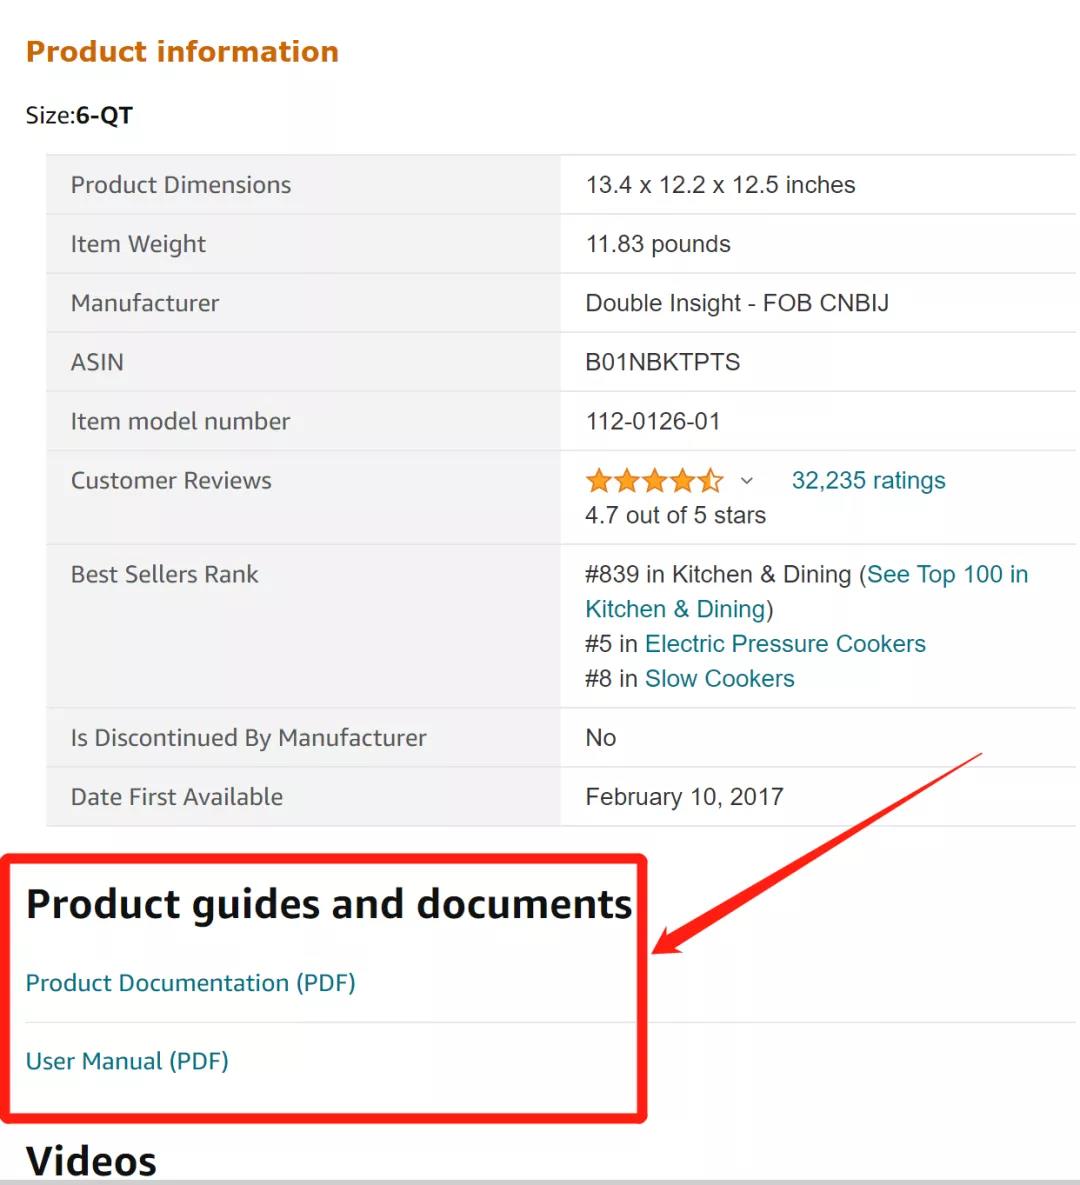 Product information
Size:6-QT
Product Dimensions 13.4 x 12.2 x 12.5 inches
Item Weight 11.83 pounds
Manufacturer Double Insight - FOB CNBIJ
ASIN B01NBKTPTS
Item model number 112-0126-01
Customer Reviews 32,235 ratings
4.7 out of 5 stars
Best Sellers Rank #839 in Kitchen & Dining (See Top 100 in
Kitchen & Dining)
#5 in Electric Pressure Cookers
#8 in Slow Cookers
Is Discontinued By Manufacturer No
Date First Available February 10, 2017
Product guides and documents
Product Documentation (PDF)
User Manual (PDF)
Videos